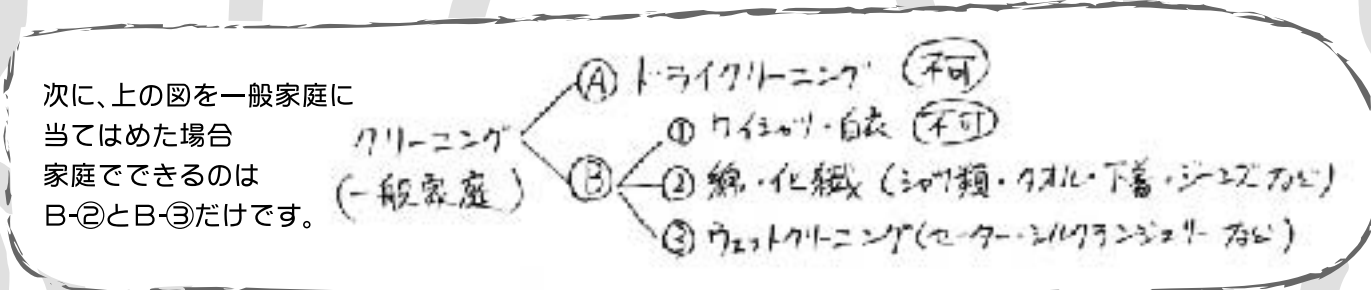 次に、上の図を一般家庭に
当てはめた場合
家庭でできるのは
B-②とB-③だけです。
クリーニング
(一般家庭)
Ⓐ ドライクリーニング 不可
Ⓑ
① ワイシャツ・白衣 不可
② 綿・化繊 (シャツ類・タオル・下着・ジーンズなど)
③ ウェットクリーニング(セーター・シルクランジェリーなど)